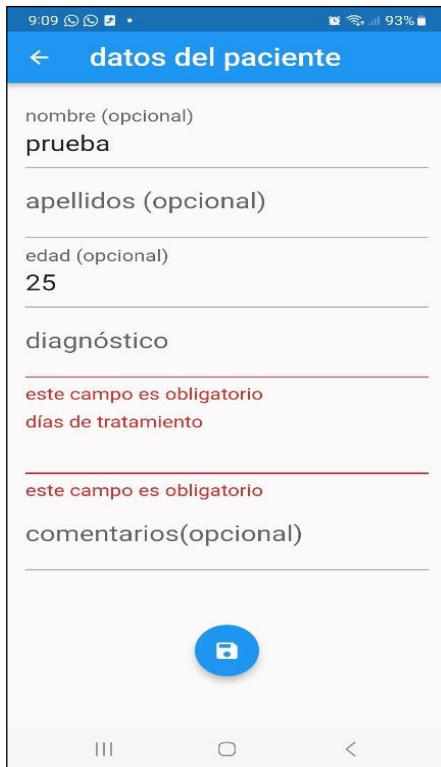 9:09
93%
datos del paciente
nombre (opcional)
prueba
apellidos (opcional)
edad (opcional)
25
diagnóstico
este campo es obligatorio
días de tratamiento
este campo es obligatorio
comentarios(opcional)